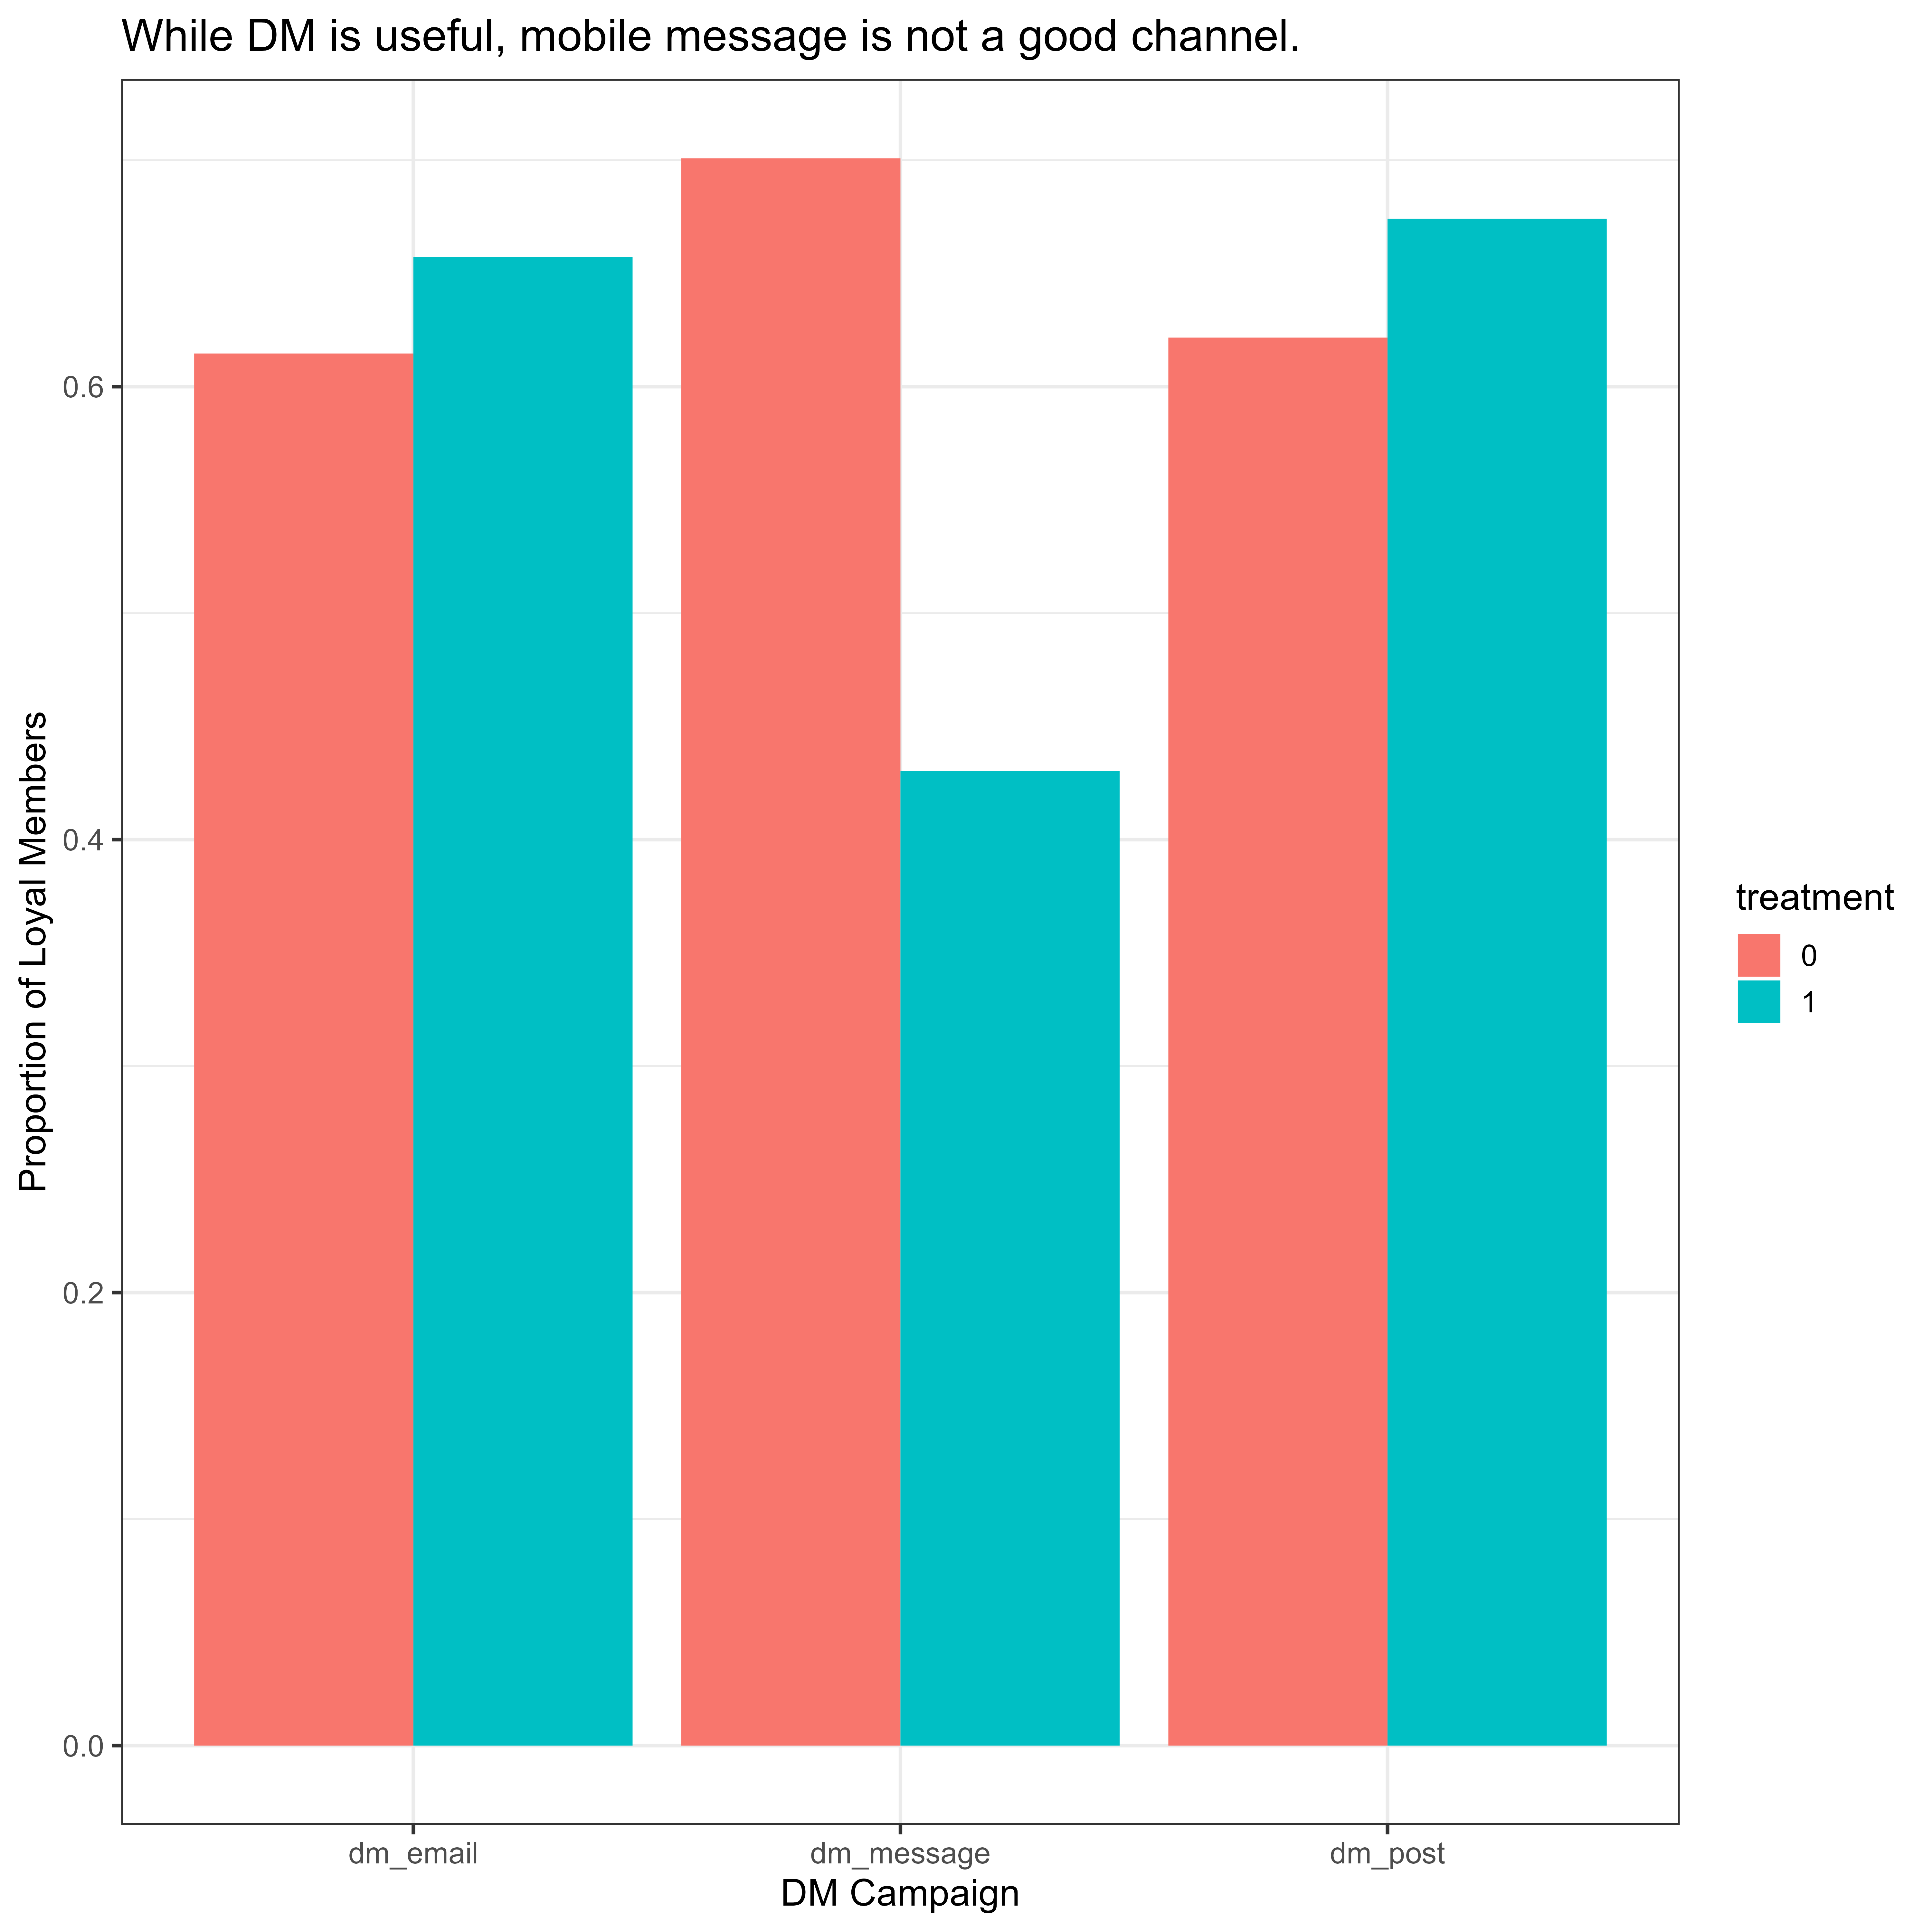 While DM is useful, mobile message is not a good channel.
Proportion of Loyal Members
0.6
0.4
0.2
0.0
dm_email
dm_message
dm_post
DM Campaign
treatment
0
1